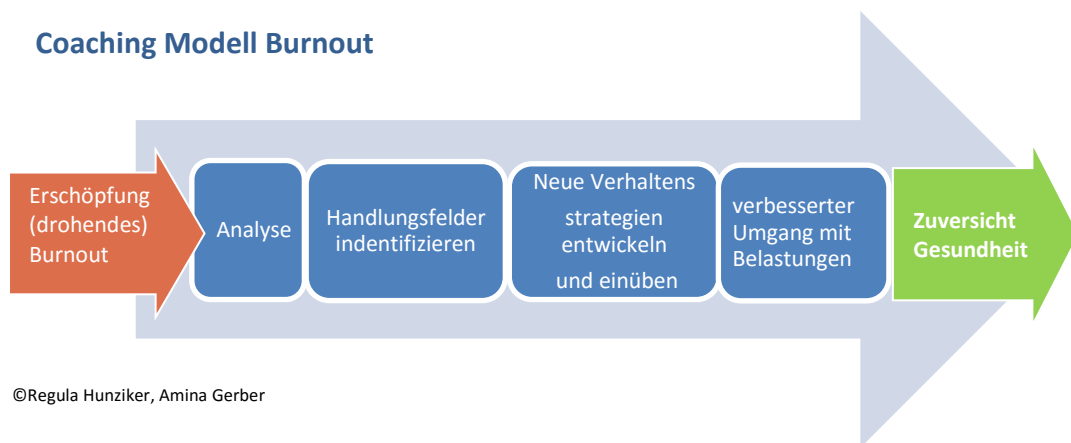 Coaching Modell Burnout
Erschöpfung
(drohendes)
Burnout
Analyse
Handlungsfelder
indentifizieren
Neue Verhaltens
strategien
entwickeln
und einüben
verbesserter
Umgang mit
Belastungen
Zuversicht
Gesundheit
©Regula Hunziker, Amina Gerber